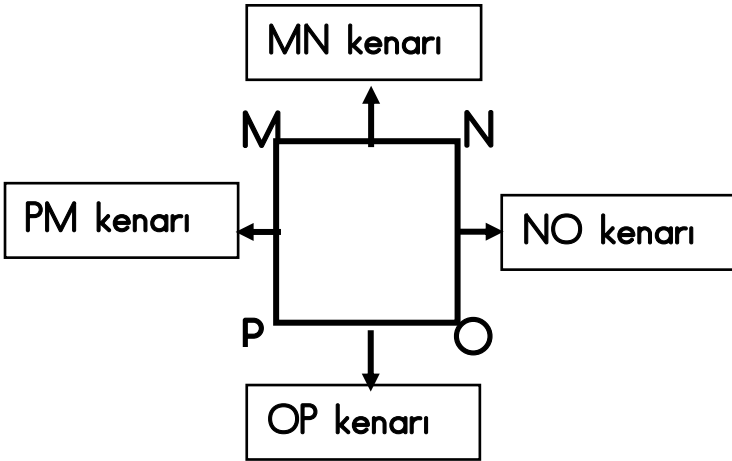 MN kenarı
M
N
PM kenarı
NO kenarı
P
O
OP kenarı